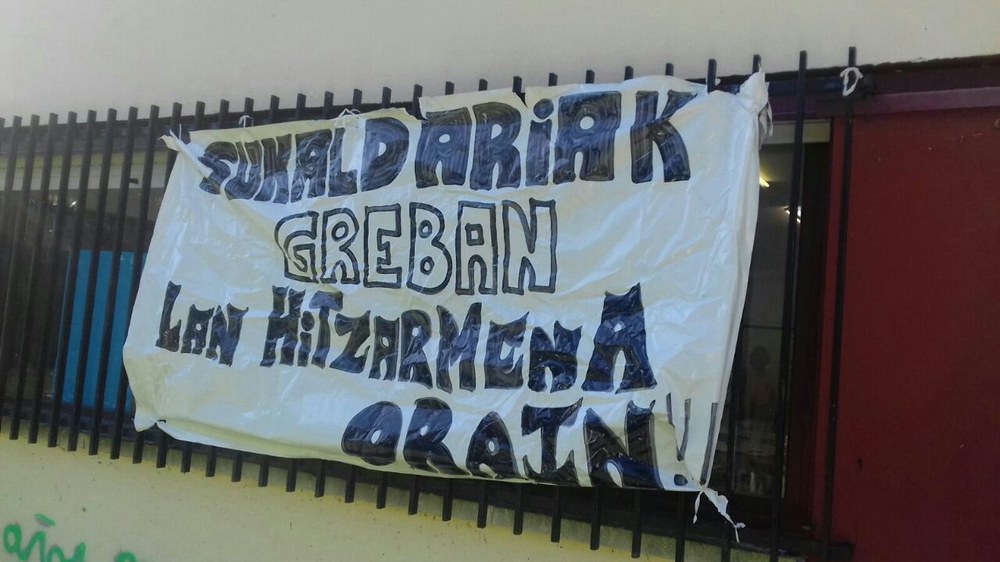 SUKALDARiAK
GREBAN
LAN HiTZARMENA
ORAIN!!